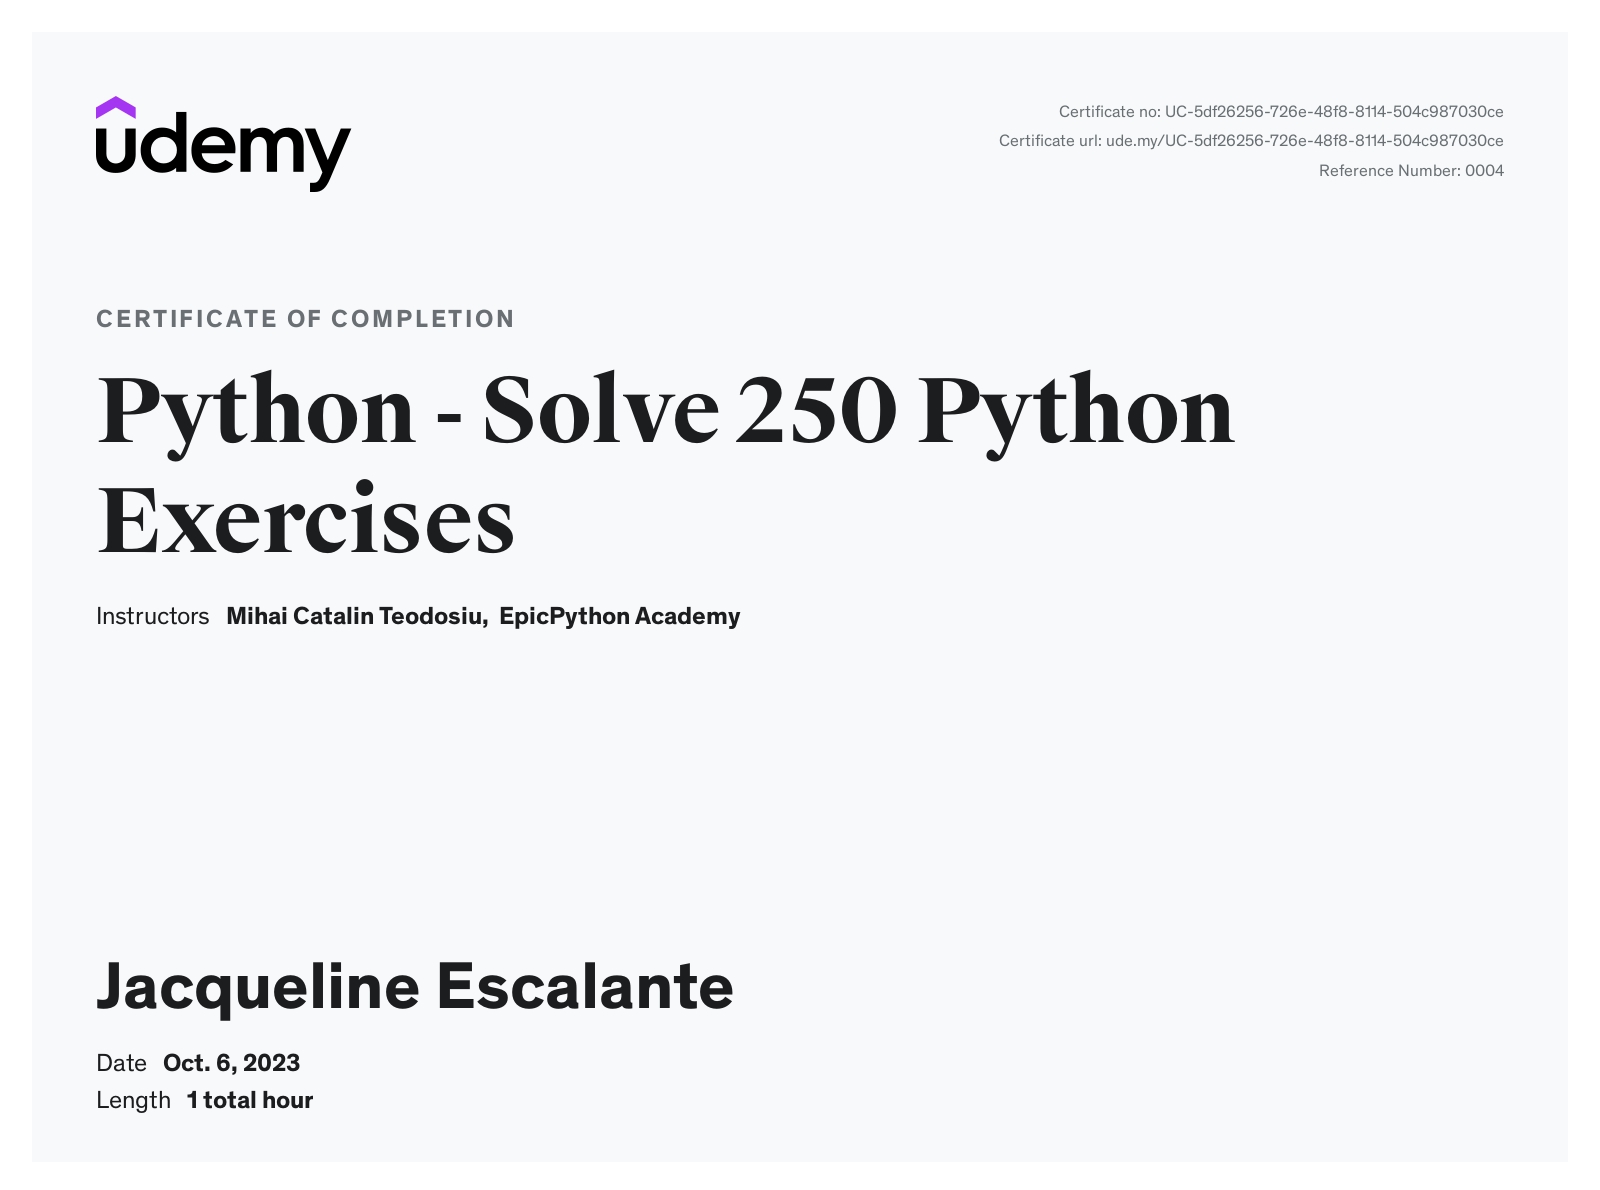 udemy
Certificate no: UC-5df26256-726e-48f8-8114-504c987030ce
Certificate url: ude.my/UC-5df26256-726e-48f8-8114-504c987030ce
Reference Number: 0004
CERTIFICATE OF COMPLETION
Python - Solve 250 Python
Exercises
Instructors Mihai Catalin Teodosiu, EpicPython Academy
Jacqueline Escalante
Date Oct. 6, 2023
Length 1 total hour